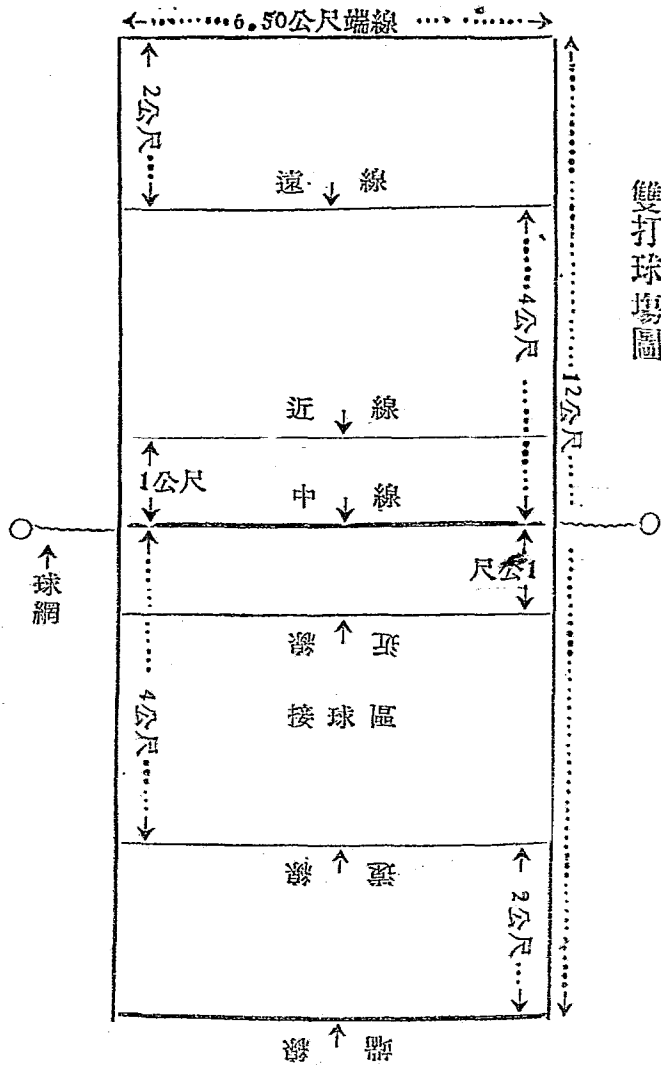 雙打球塲圖
6.50公尺端線
2公尺
遠線
4公尺
12公尺
近線
1公尺
中線
球網
1公尺
近線
接球區
4公尺
遠線
2公尺
端線